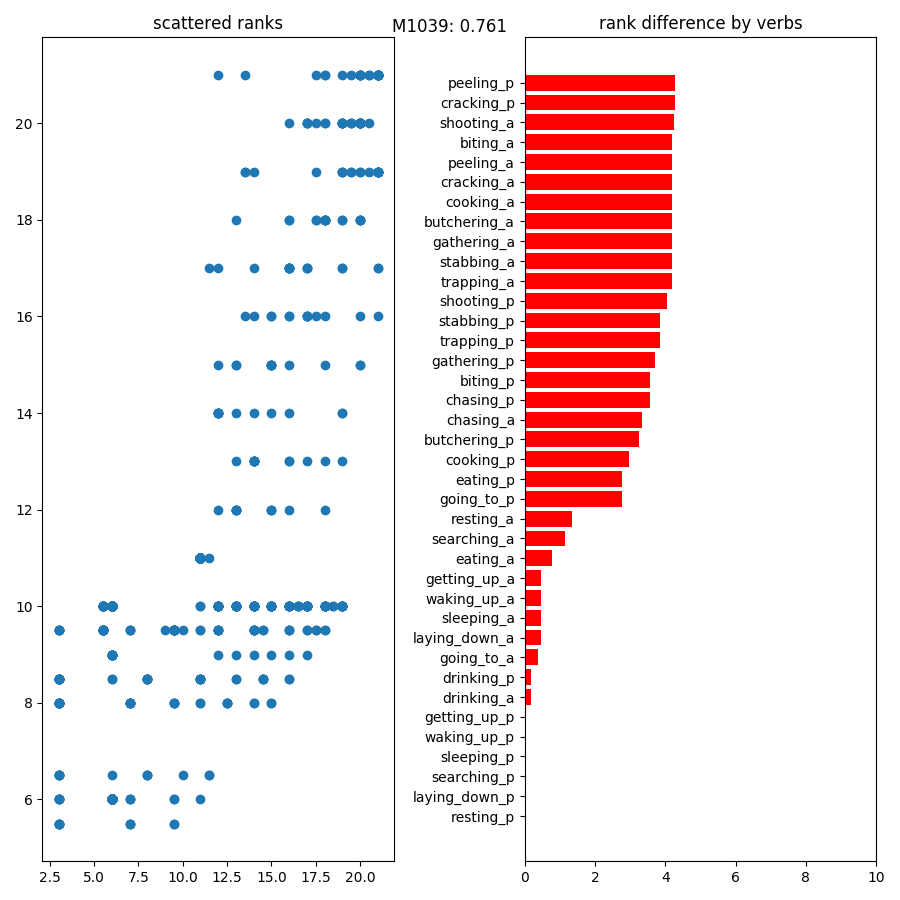 scattered ranks
M1039: 0.761
rank difference by verbs
20
18
16
14
12
10
8
6
2.5 5.0 7.5 10.0 12.5 15.0 17.5 20.0
peeling_p
cracking_p
shooting_a
biting_a
peeling_a
cracking_a
cooking_a
butchering_a
gathering_a
stabbing_a
trapping_a
shooting_p
stabbing_p
trapping_p
gathering_p
biting_p
chasing_p
chasing_a
butchering_p
cooking_p
eating_p
going_to_p
resting_a
searching_a
eating_a
getting_up_a
waking_up_a
sleeping_a
laying_down_a
going_to_a
drinking_p
drinking_a
getting_up_p
waking_up_p
sleeping_p
searching_p
laying_down_p
resting_p
0 2 4 6 8 10